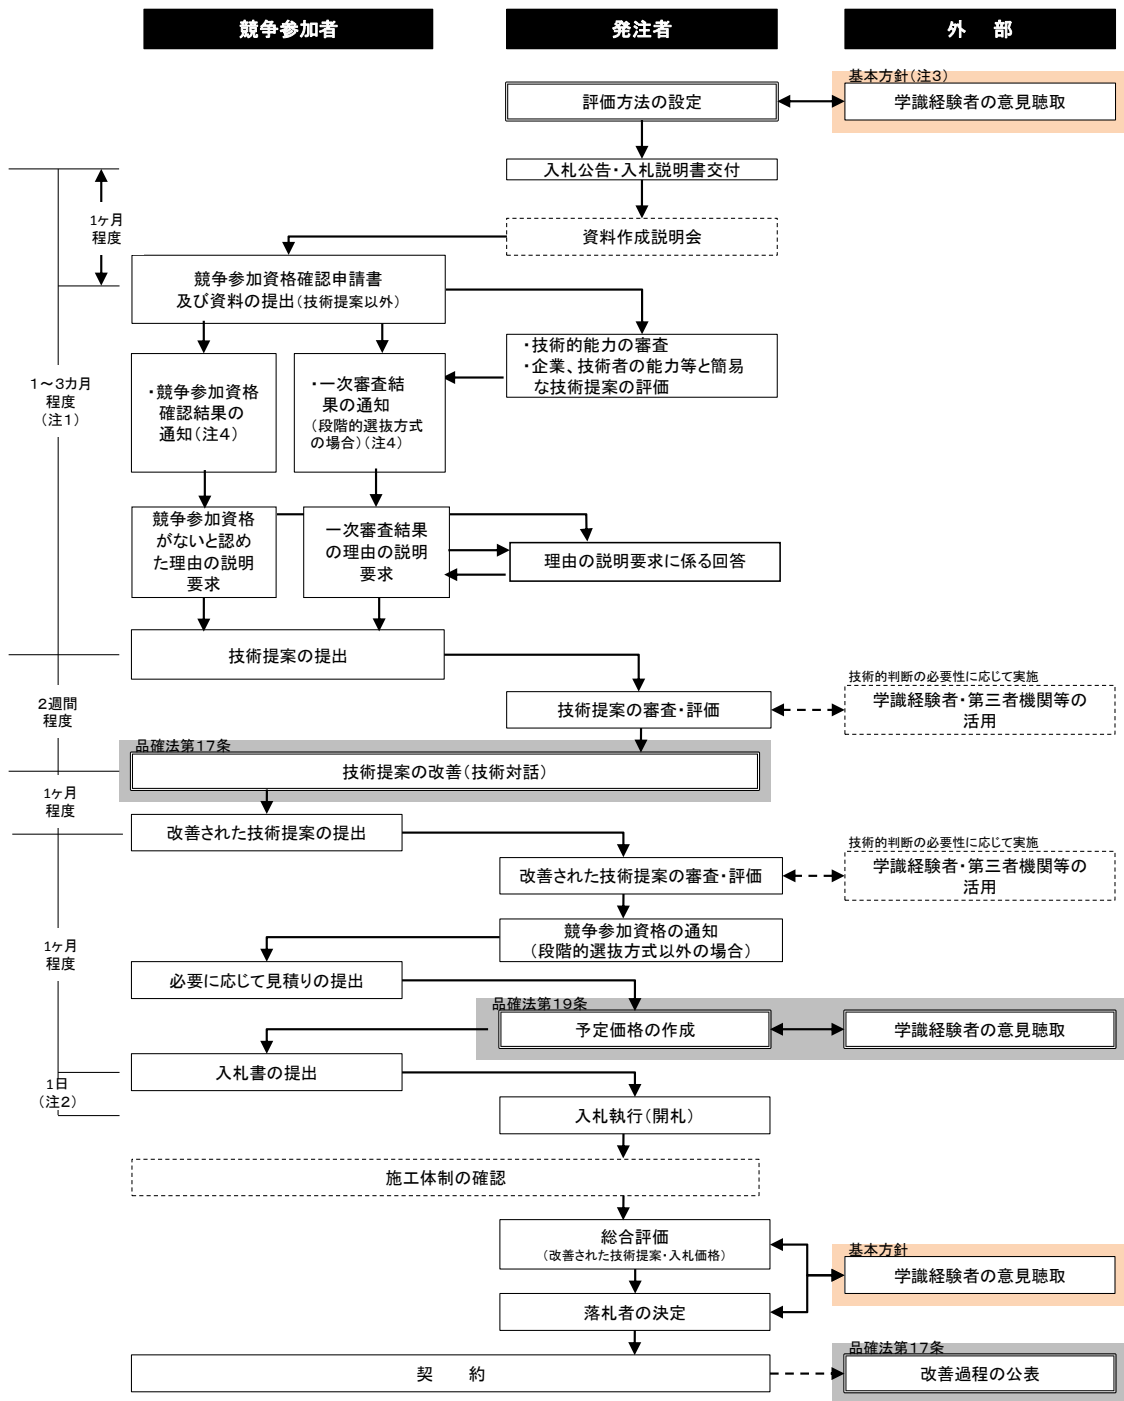 競争参加者
発注者
外　部
基本方針(注3)
評価方法の設定
学識経験者の意見聴取
入札公告・入札説明書交付
1ヶ月
程度
資料作成説明会
競争参加資格確認申請書
及び資料の提出(技術提案以外)
・技術的能力の審査
・企業、技術者の能力等と簡易
な技術提案の評価
1～3カ月
程度
(注1)
・競争参加資格
確認結果の
通知(注4)
・一次審査結
果の通知
(段階的選抜方式
の場合)(注4)
競争参加資格
がないと認め
た理由の説明
要求
一次審査結果
の理由の説明
要求
理由の説明要求に係る回答
技術提案の提出
2週間
程度
技術提案の審査・評価
技術的判断の必要性に応じて実施
学識経験者・第三者機関等の
活用
品確法第17条
技術提案の改善(技術対話)
1ヶ月
程度
改善された技術提案の提出
技術的判断の必要性に応じて実施
改善された技術提案の審査・評価
学識経験者・第三者機関等の
活用
1ヶ月
程度
競争参加資格の通知
(段階的選抜方式以外の場合)
必要に応じて見積りの提出
品確法第19条
予定価格の作成
学識経験者の意見聴取
入札書の提出
1日
(注2)
入札執行(開札)
施工体制の確認
総合評価
(改善された技術提案・入札価格)
基本方針
学識経験者の意見聴取
落札者の決定
品確法第17条
契　約
改善過程の公表